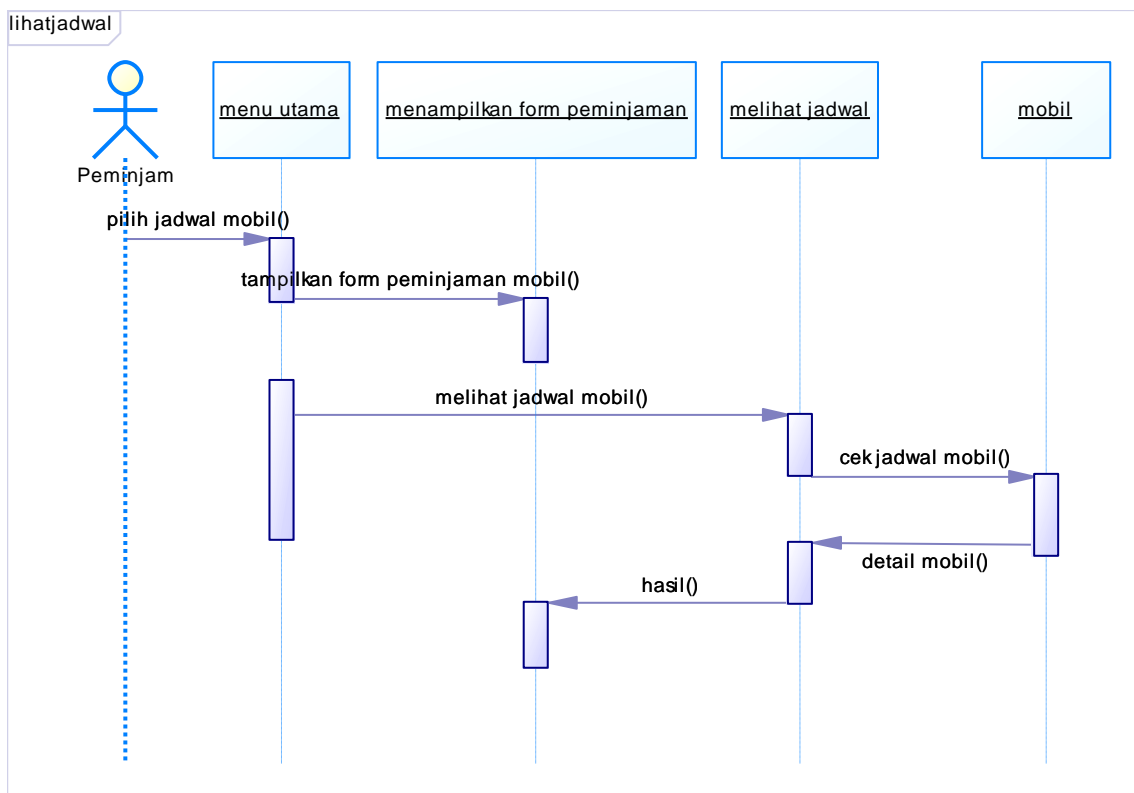 lihatjadwal
menu utama
menampilkan form peminjaman
melihat jadwal
mobil
Peminjam
pilih jadwal mobil()
tampilkan form peminjaman mobil()
melihat jadwal mobil()
cek jadwal mobil()
detail mobil()
hasil()